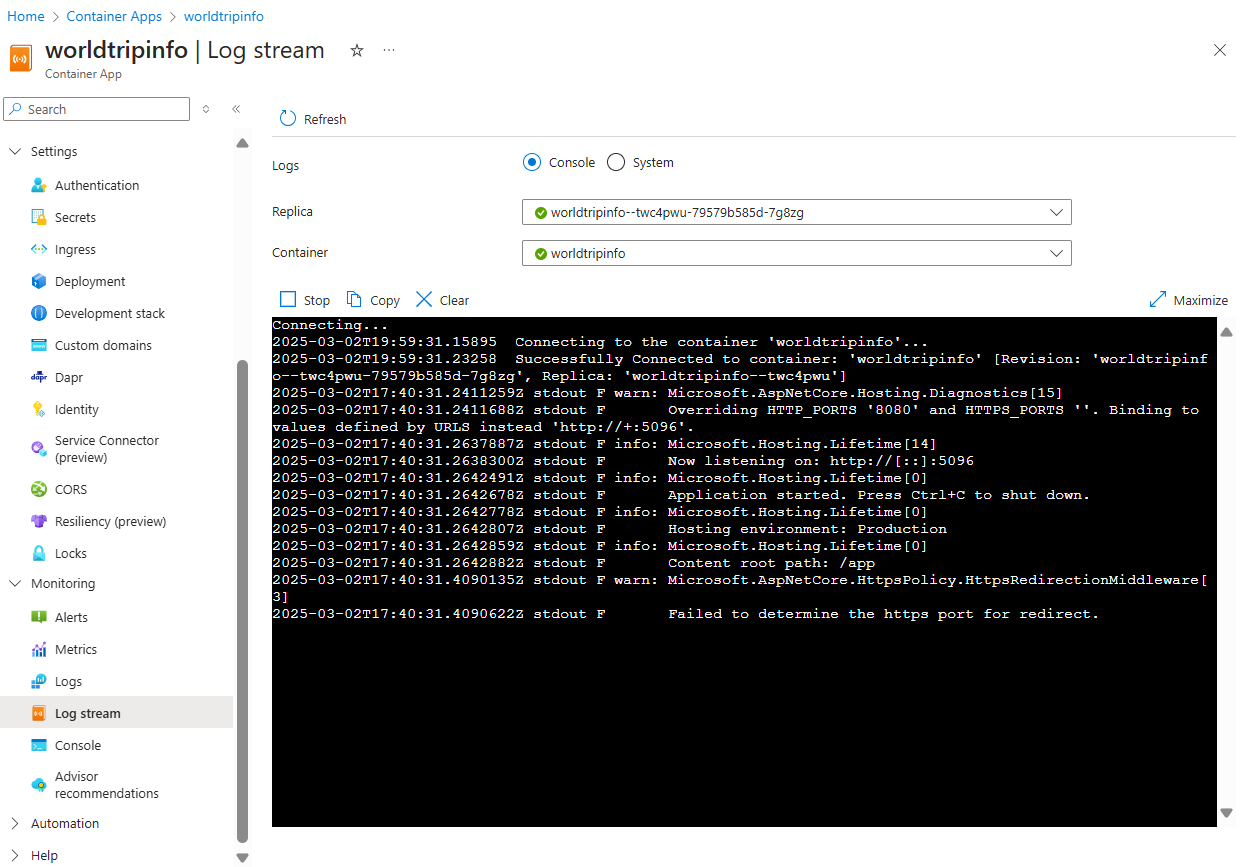 Home > Container Apps > worldtripinfo
worldtripinfo | Log stream
Container App
Search
Refresh
Settings
Authentication
Secrets
Ingress
Deployment
Development stack
Custom domains
Dapr
Identity
Service Connector
(preview)
CORS
Resiliency (preview)
Locks
Monitoring
Alerts
Metrics
Logs
Log stream
Console
Advisor
recommendations
Automation
Help
Logs
Console
System
Replica
worldtripinfo--twc4pwu-79579b585d-7g8zg
Container
worldtripinfo
Stop
Copy
Clear
Maximize
Connecting...
2025-03-02T19:59:31.15895  Connecting to the container 'worldtripinfo'...
2025-03-02T19:59:31.23258  Successfully Connected to container: 'worldtripinfo' [Revision: 'worldtripinf
o--twc4pwu-79579b585d-7g8zg', Replica: 'worldtripinfo--twc4pwu']
2025-03-02T17:40:31.2411259Z stdout F warn: Microsoft.AspNetCore.Hosting.Diagnostics[15]
2025-03-02T17:40:31.2411688Z stdout F       Overriding HTTP_PORTS '8080' and HTTPS_PORTS ''. Binding to
values defined by URLS instead 'http://+:5096'.
2025-03-02T17:40:31.2637887Z stdout F info: Microsoft.Hosting.Lifetime[14]
2025-03-02T17:40:31.2638300Z stdout F       Now listening on: http://[::]:5096
2025-03-02T17:40:31.2642491Z stdout F info: Microsoft.Hosting.Lifetime[0]
2025-03-02T17:40:31.2642678Z stdout F       Application started. Press Ctrl+C to shut down.
2025-03-02T17:40:31.2642778Z stdout F info: Microsoft.Hosting.Lifetime[0]
2025-03-02T17:40:31.2642807Z stdout F       Hosting environment: Production
2025-03-02T17:40:31.2642859Z stdout F info: Microsoft.Hosting.Lifetime[0]
2025-03-02T17:40:31.2642882Z stdout F       Content root path: /app
2025-03-02T17:40:31.4090135Z stdout F warn: Microsoft.AspNetCore.HttpsPolicy.HttpsRedirectionMiddleware[
3]
2025-03-02T17:40:31.4090622Z stdout F       Failed to determine the https port for redirect.